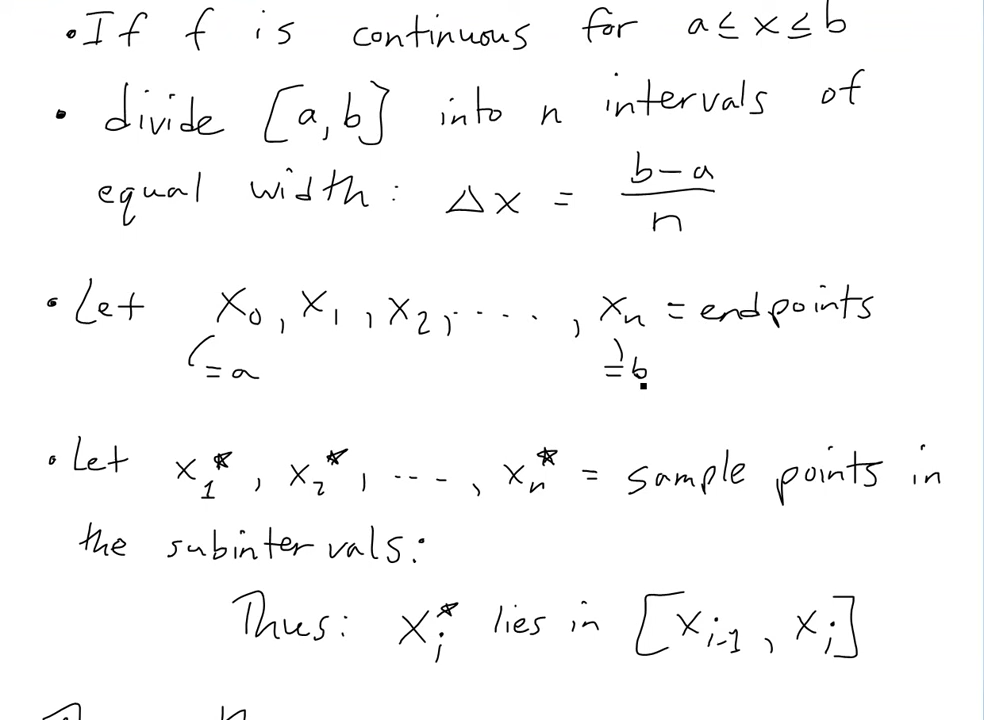 • If f is continuous for a ≤ x ≤ b
• divide [a, b] into n intervals of
equal width: Δx = (b-a)/n
• Let x₀, x₁, x₂, ...., xₙ = endpoints
= a = b
• Let x₁*, x₂*, ...., xₙ* = sample points in
the subintervals:
Thus: xᵢ* lies in [xᵢ₋₁, xᵢ]